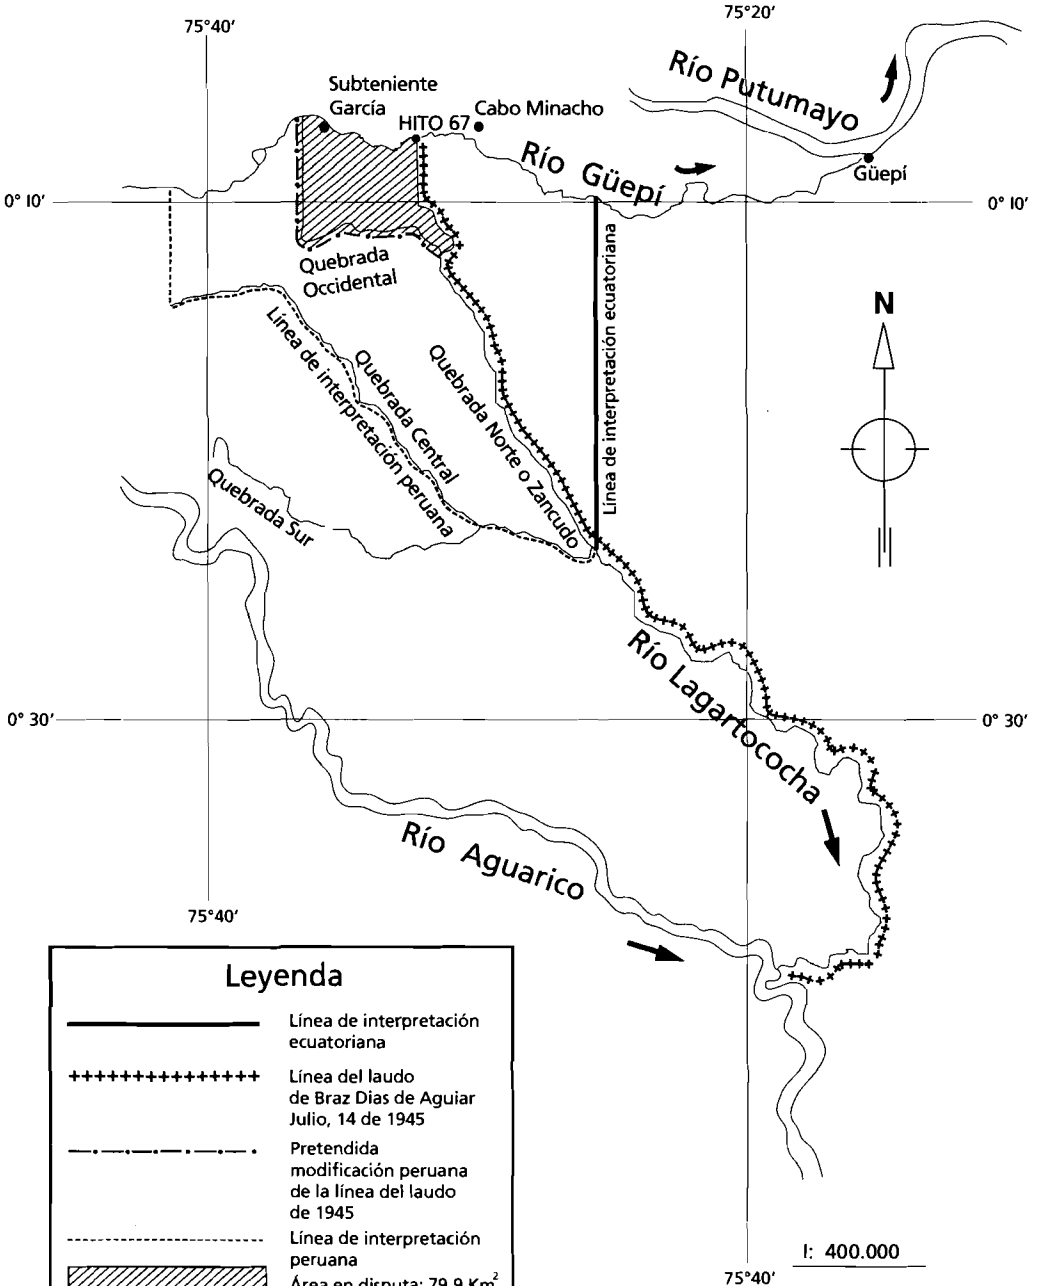 75°40'
75°20'
Río Putumayo
Subteniente
García
HITO 67
Cabo Minacho
Río Güepí
Güepí
0° 10'
0° 10'
Quebrada
Occidental
Línea de interpretación ecuatoriana
N
Línea de interpretación peruana
Quebrada Central
Quebrada Norte o Zancudo
Quebrada Sur
Río Lagartococha
0° 30'
0° 30'
Río Aguarico
75°40'
Leyenda
Línea de interpretación
ecuatoriana
Línea del laudo
de Braz Dias de Aguiar
Julio, 14 de 1945
Pretendida
modificación peruana
de la línea del laudo
de 1945
Línea de interpretación
peruana
Área en disputa: 79.9 Km²
I: 400.000
75°40'